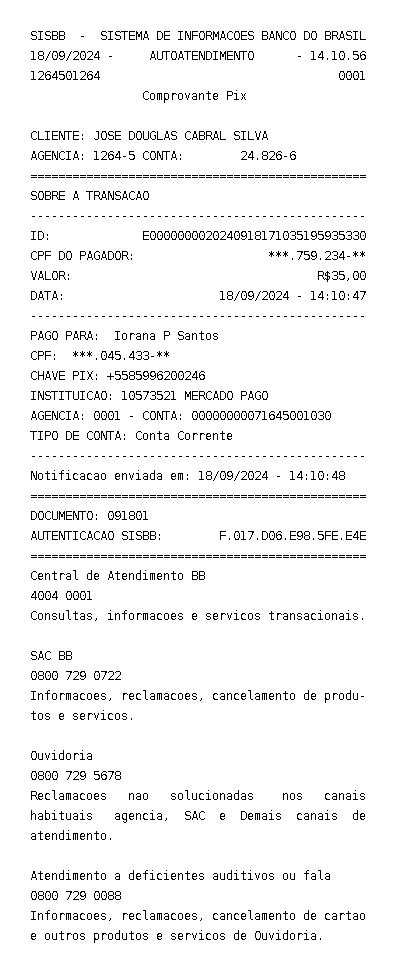 SISBB  -  SISTEMA DE INFORMACOES BANCO DO BRASIL
18/09/2024 -     AUTOATENDIMENTO      - 14.10.56
1264501264                                  0001
Comprovante Pix
CLIENTE: JOSE DOUGLAS CABRAL SILVA
AGENCIA: 1264-5 CONTA:        24.826-6
================================================
SOBRE A TRANSACAO
------------------------------------------------
ID:             E0000000020240918171035195935330
CPF DO PAGADOR:                   ***.759.234-**
VALOR:                                   R$35,00
DATA:                      18/09/2024 - 14:10:47
------------------------------------------------
PAGO PARA:  Iorana P Santos
CPF:  ***.045.433-**
CHAVE PIX: +5585996200246
INSTITUICAO: 10573521 MERCADO PAGO
AGENCIA: 0001 - CONTA: 00000000071645001030
TIPO DE CONTA: Conta Corrente
------------------------------------------------
Notificacao enviada em: 18/09/2024 - 14:10:48
================================================
DOCUMENTO: 091801
AUTENTICACAO SISBB:        F.017.D06.E98.5FE.E4E
================================================
Central de Atendimento BB
4004 0001
Consultas, informacoes e servicos transacionais.
SAC BB
0800 729 0722
Informacoes, reclamacoes, cancelamento de produ-
tos e servicos.
Ouvidoria
0800 729 5678
Reclamacoes nao solucionadas nos canais
habituais agencia, SAC e Demais canais de
atendimento.
Atendimento a deficientes auditivos ou fala
0800 729 0088
Informacoes, reclamacoes, cancelamento de cartao
e outros produtos e servicos de Ouvidoria.